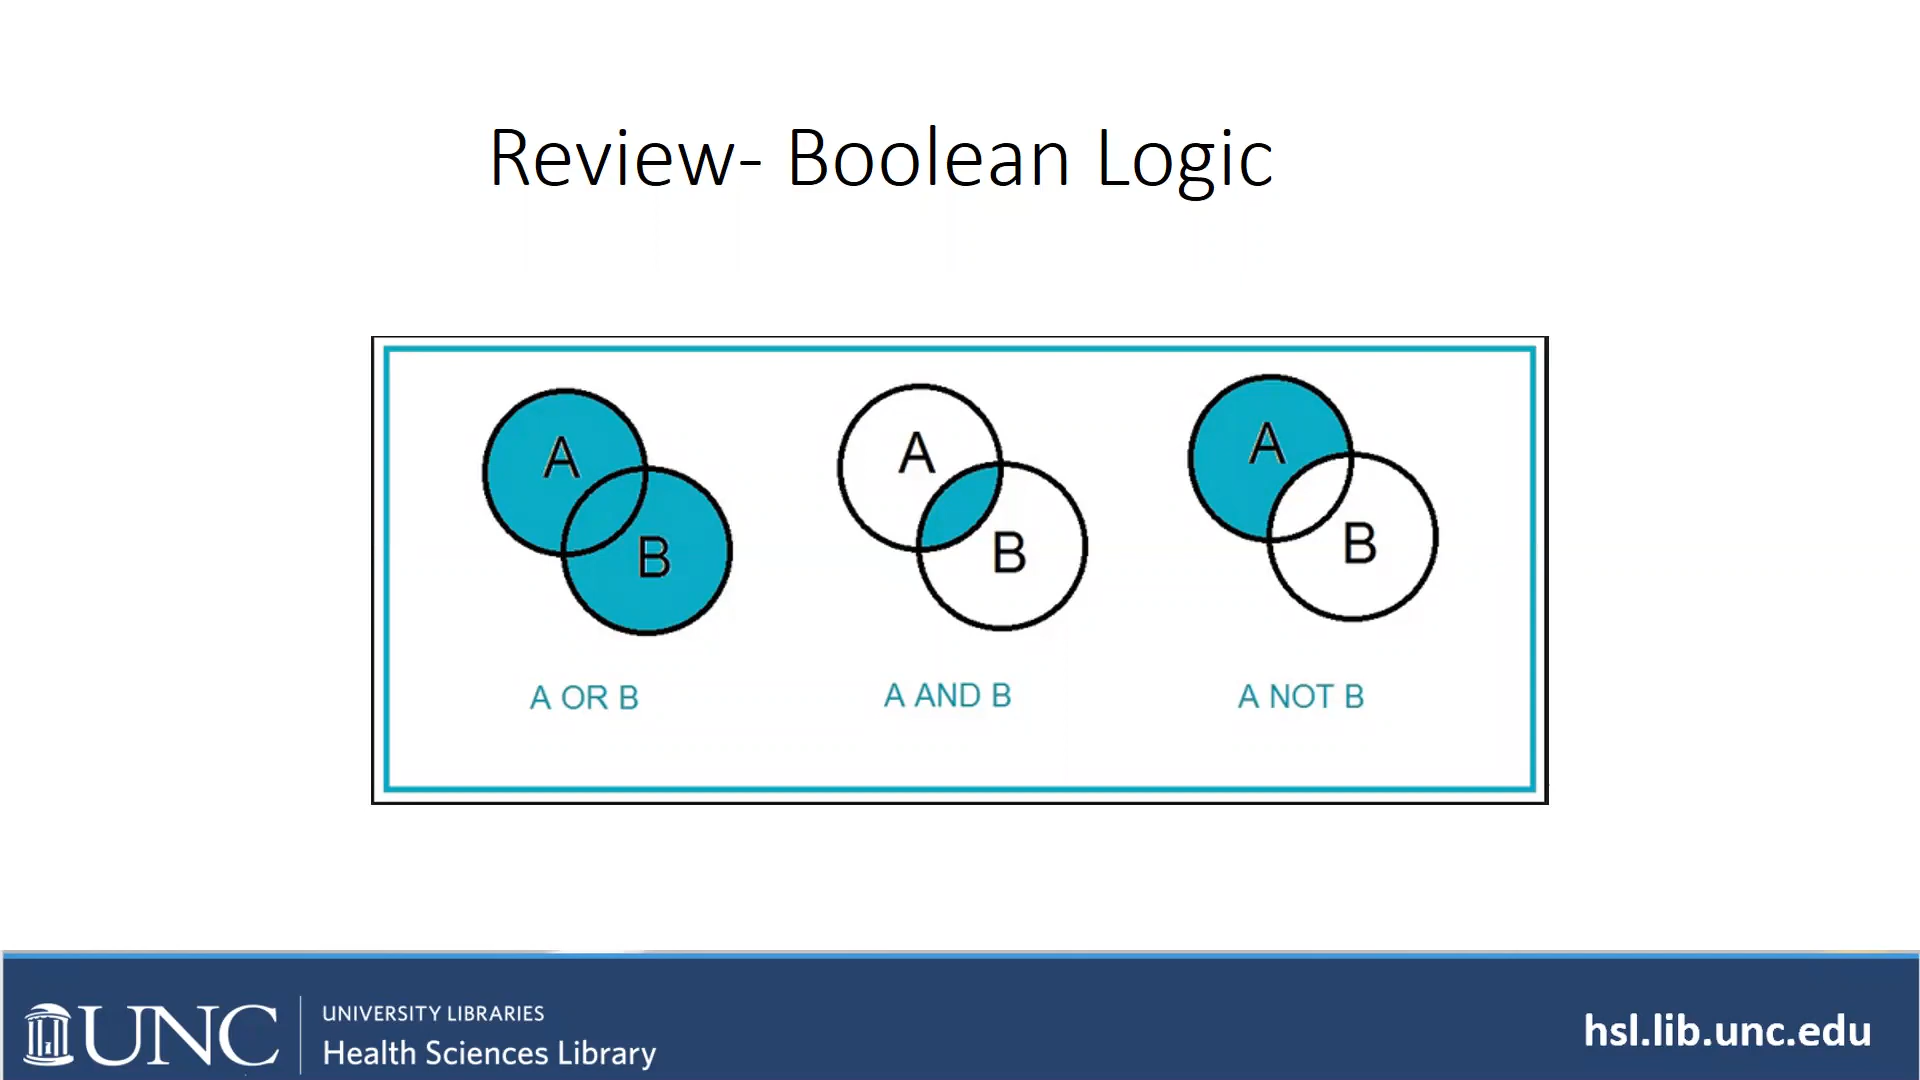 Review- Boolean Logic
A
B
A OR B
A
B
A AND B
A
B
A NOT B
UNC
UNIVERSITY LIBRARIES
Health Sciences Library
hsl.lib.unc.edu